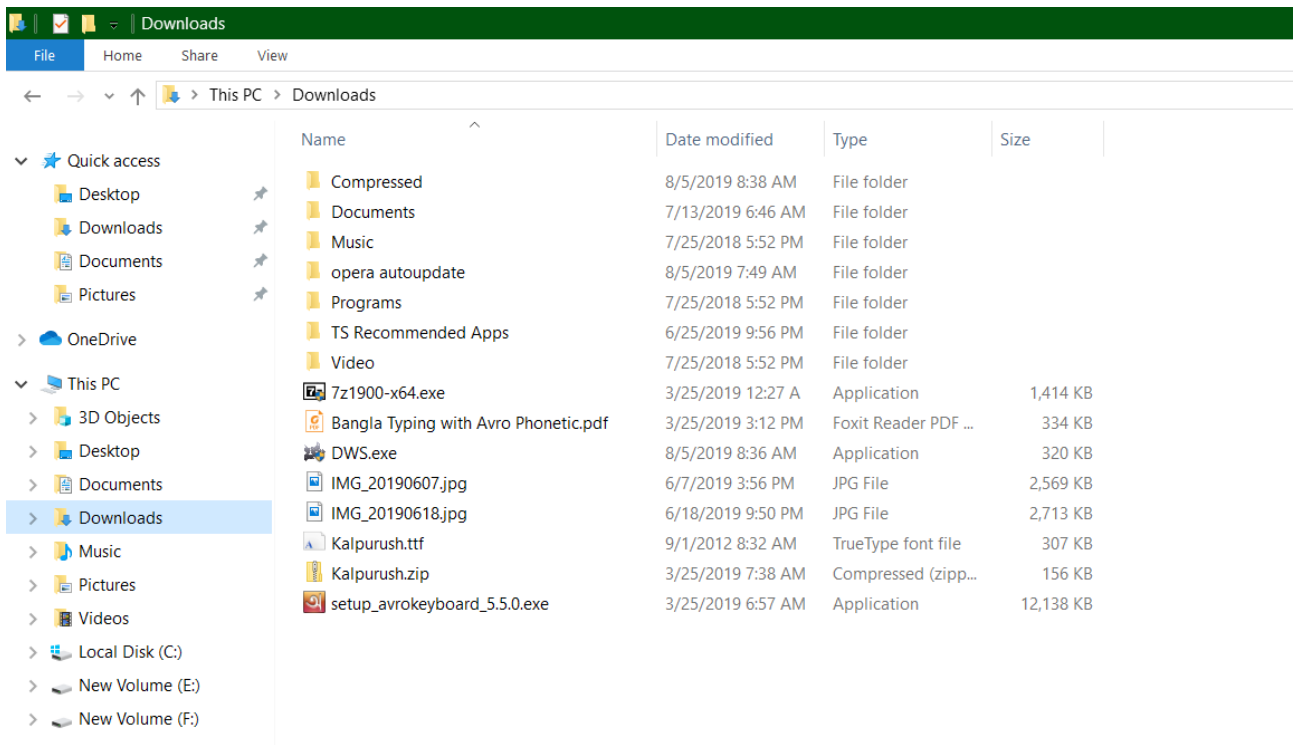 Downloads
File Home Share View
This PC > Downloads
Name Date modified Type Size
Quick access
Desktop
Downloads
Documents
Pictures
OneDrive
This PC
3D Objects
Desktop
Documents
Downloads
Music
Pictures
Videos
Local Disk (C:)
New Volume (E:)
New Volume (F:)
Compressed 8/5/2019 8:38 AM File folder
Documents 7/13/2019 6:46 AM File folder
Music 7/25/2018 5:52 PM File folder
opera autoupdate 8/5/2019 7:49 AM File folder
Programs 7/25/2018 5:52 PM File folder
TS Recommended Apps 6/25/2019 9:56 PM File folder
Video 7/25/2018 5:52 PM File folder
7z1900-x64.exe 3/25/2019 12:27 A Application 1,414 KB
Bangla Typing with Avro Phonetic.pdf 3/25/2019 3:12 PM Foxit Reader PDF ... 334 KB
DWS.exe 8/5/2019 8:36 AM Application 320 KB
IMG_20190607.jpg 6/7/2019 3:56 PM JPG File 2,569 KB
IMG_20190618.jpg 6/18/2019 9:50 PM JPG File 2,713 KB
Kalpurush.ttf 9/1/2012 8:32 AM TrueType font file 307 KB
Kalpurush.zip 3/25/2019 7:38 AM Compressed (zipp... 156 KB
setup_avrokeyboard_5.5.0.exe 3/25/2019 6:57 AM Application 12,138 KB